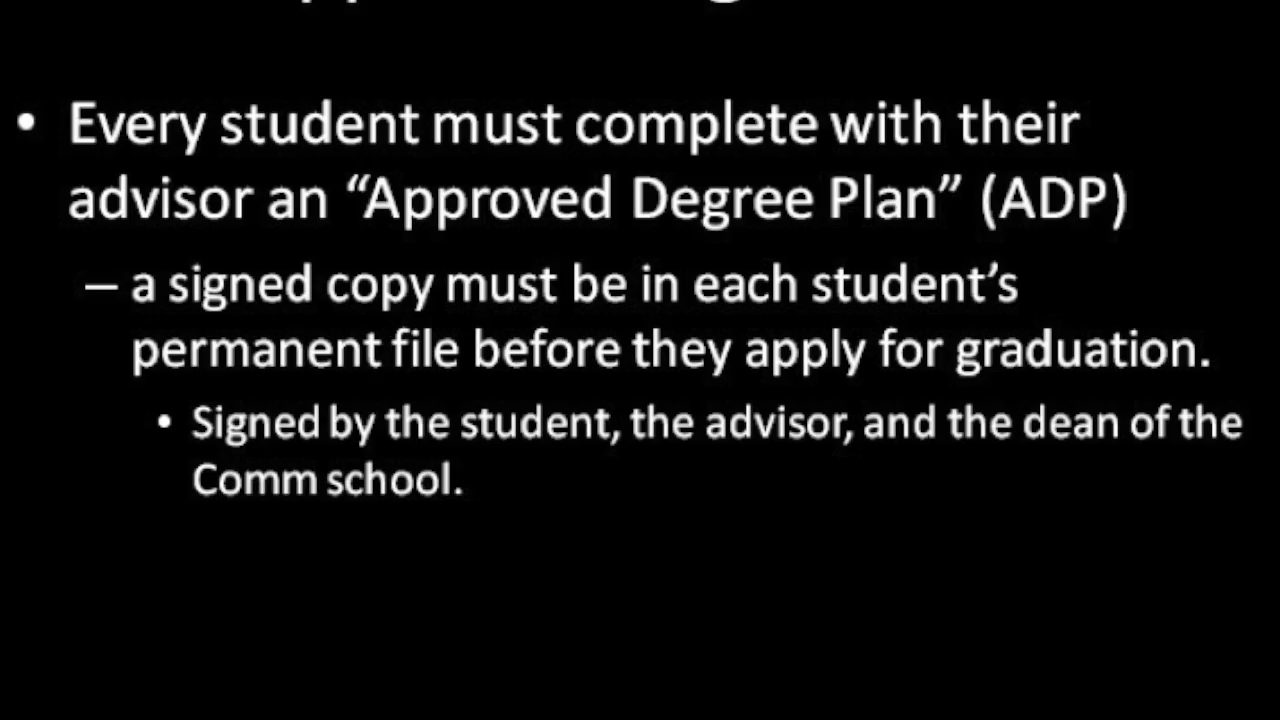 • Every student must complete with their
advisor an “Approved Degree Plan” (ADP)
– a signed copy must be in each student’s
permanent file before they apply for graduation.
• Signed by the student, the advisor, and the dean of the
Comm school.